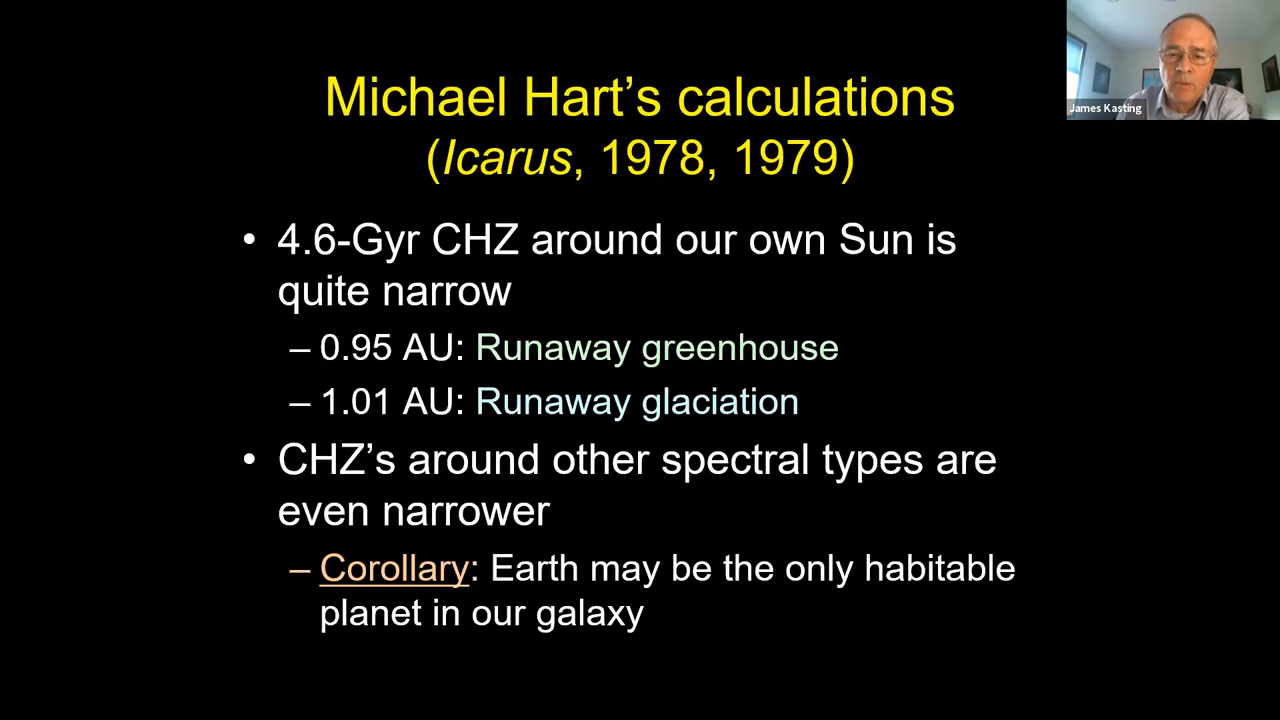 Michael Hart’s calculations
(Icarus, 1978, 1979)
• 4.6-Gyr CHZ around our own Sun is
quite narrow
– 0.95 AU: Runaway greenhouse
– 1.01 AU: Runaway glaciation
• CHZ’s around other spectral types are
even narrower
– Corollary: Earth may be the only habitable
planet in our galaxy
James Kasting